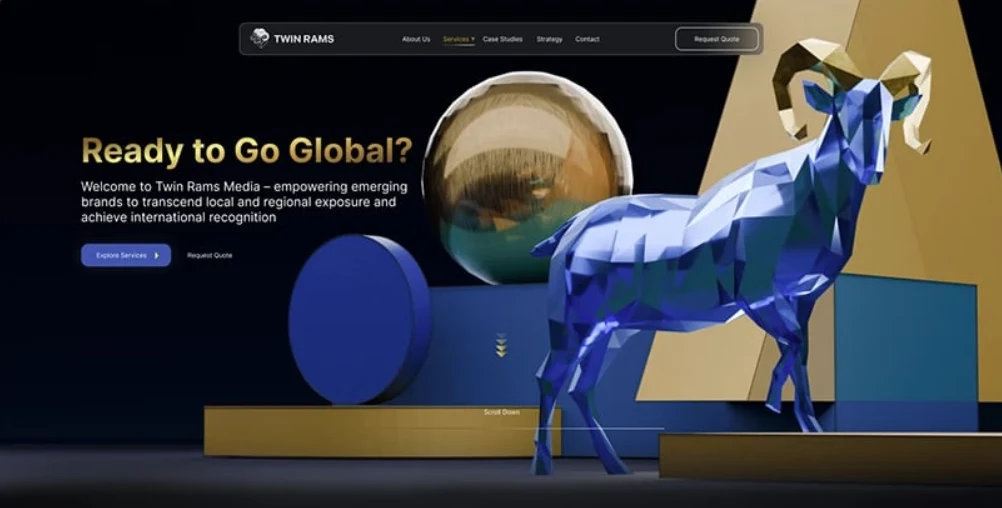 TWIN RAMS
About Us
Services
Case Studies
Strategy
Contact
Request Quote
Ready to Go Global?
Welcome to Twin Rams Media – empowering emerging
brands to transcend local and regional exposure and
achieve international recognition
Explore Services
Request Quote
Scroll Down